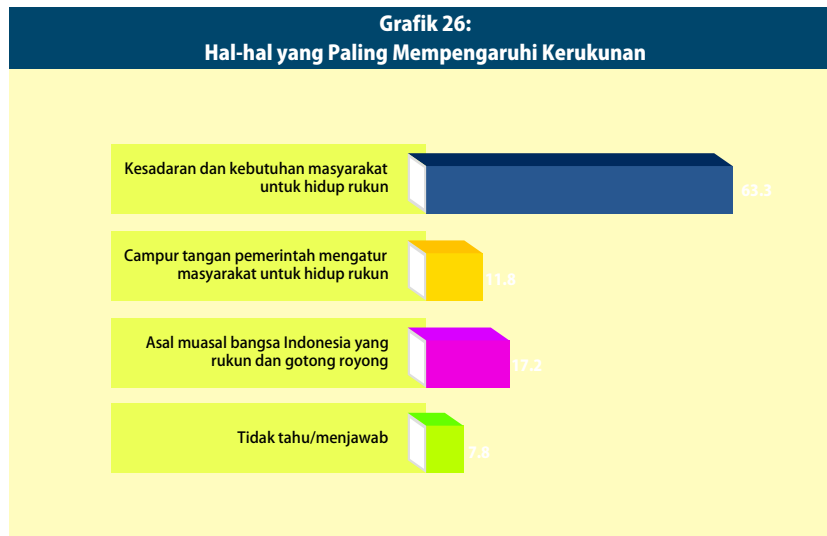 Grafik 26:
Hal-hal yang Paling Mempengaruhi Kerukunan
Kesadaran dan kebutuhan masyarakat
untuk hidup rukun
63.3
Campur tangan pemerintah mengatur
masyarakat untuk hidup rukun
11.8
Asal muasal bangsa Indonesia yang
rukun dan gotong royong
17.2
Tidak tahu/menjawab
7.8